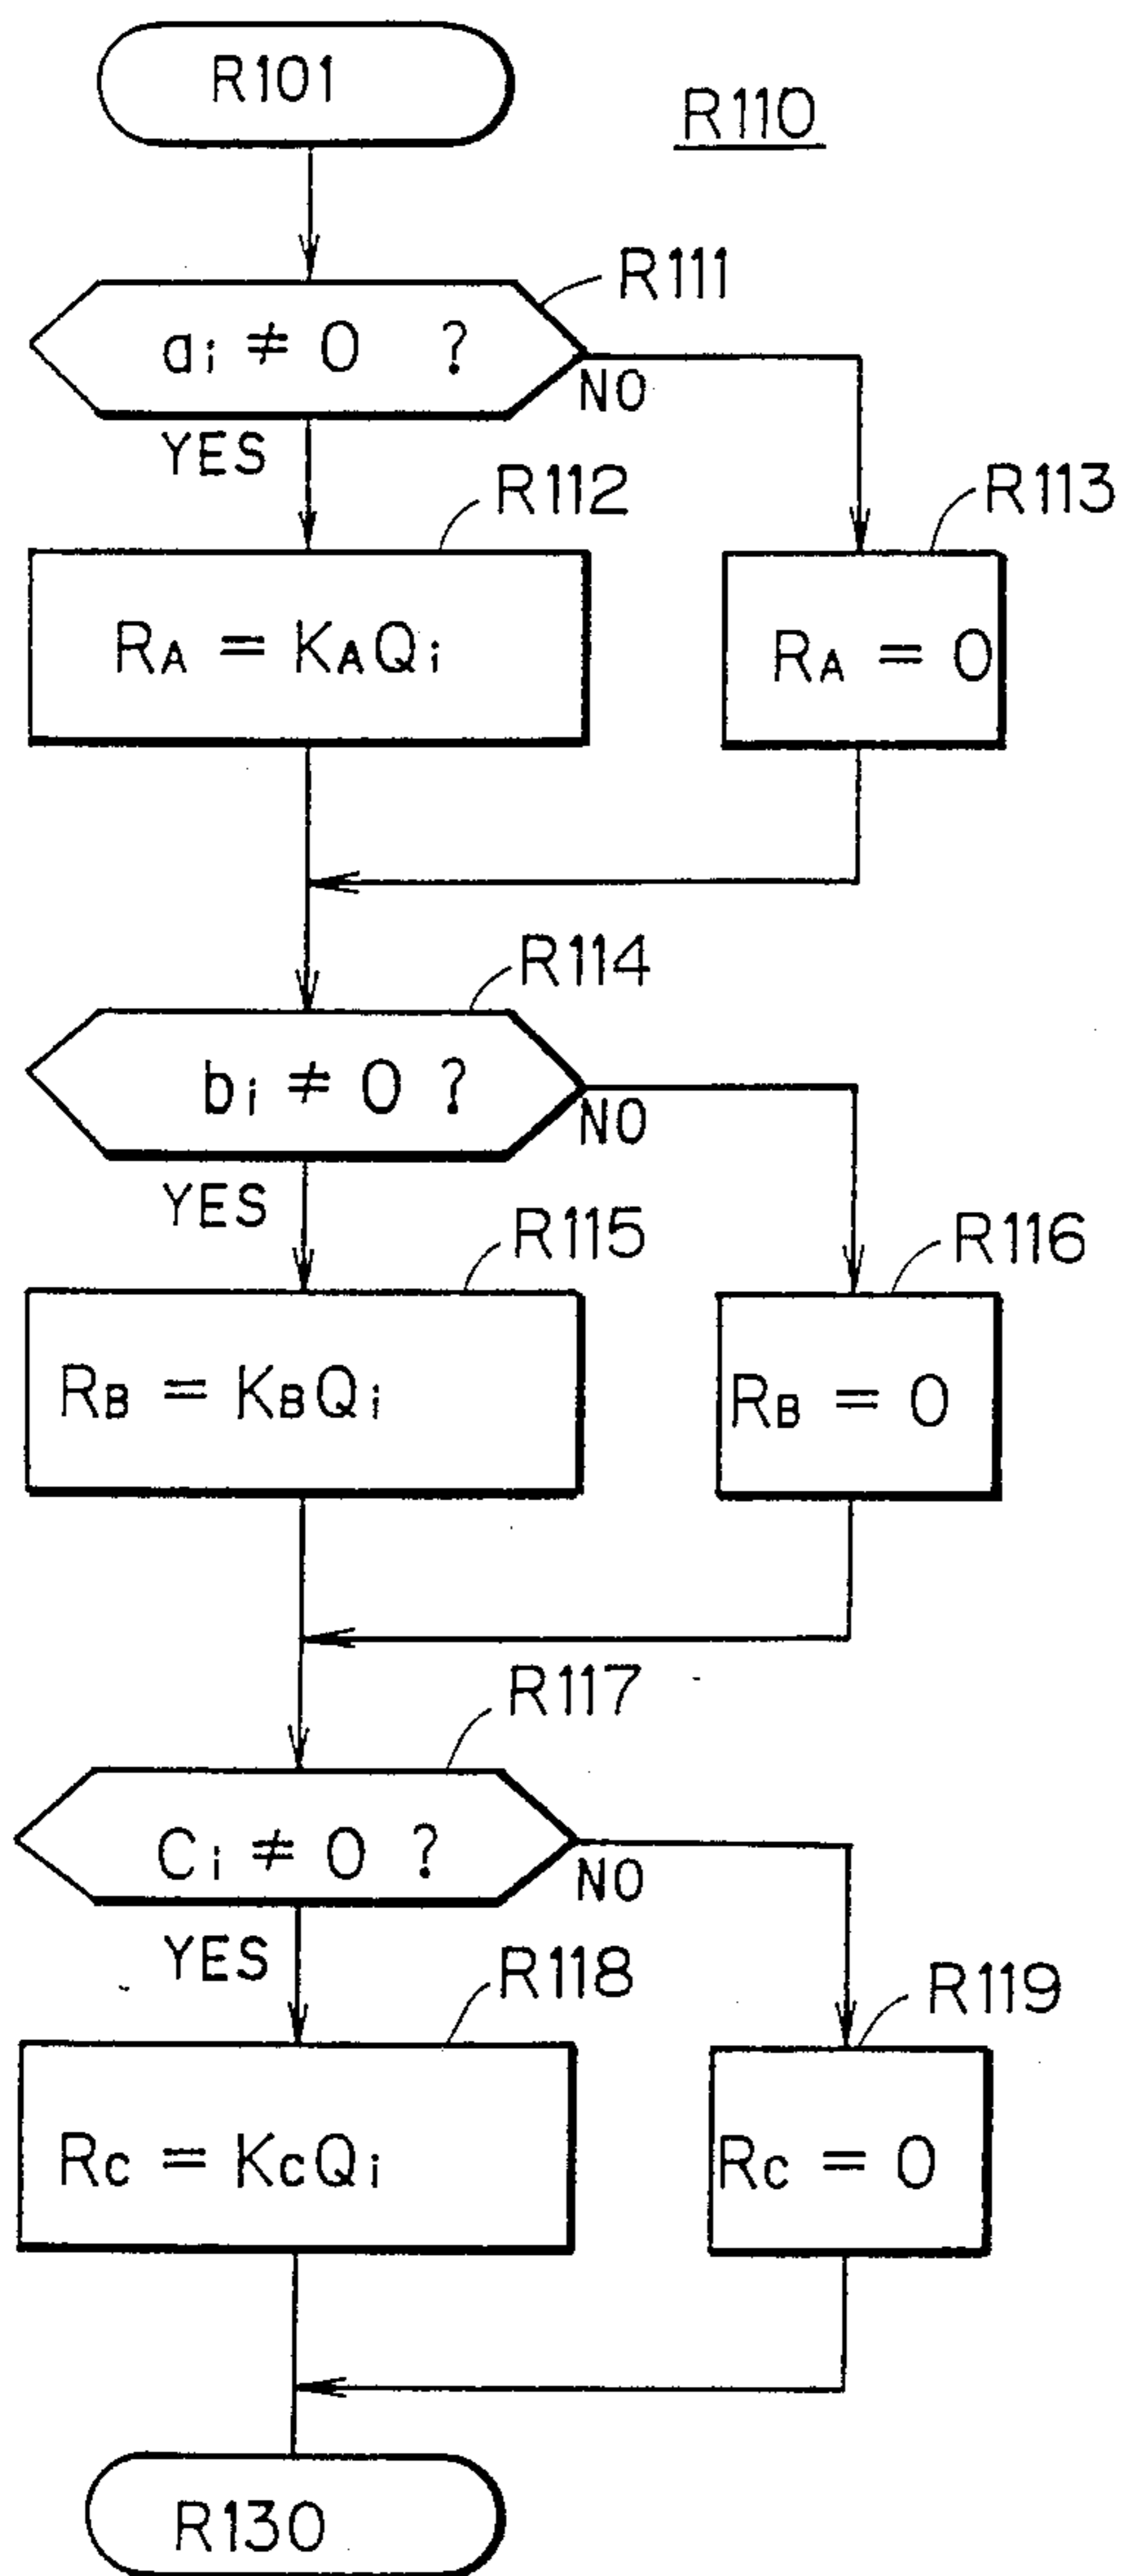 R101
R110
R111
ai ≠ 0 ?
NO
YES
R112
R113
RA = KAQi
RA = 0
R114
bi ≠ 0 ?
NO
YES
R115
R116
RB = KBQi
RB = 0
R117
Ci ≠ 0 ?
NO
YES
R118
R119
RC = KCQi
RC = 0
R130